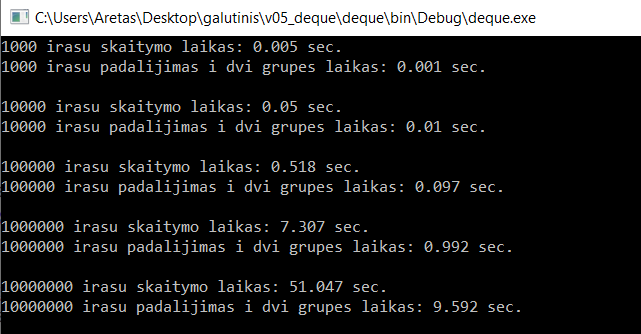 C:\Users\Aretas\Desktop\galutinis\v05_deque\deque\bin\Debug\deque.exe
1000 irasu skaitymo laikas: 0.005 sec.
1000 irasu padalijimas i dvi grupes laikas: 0.001 sec.
10000 irasu skaitymo laikas: 0.05 sec.
10000 irasu padalijimas i dvi grupes laikas: 0.01 sec.
100000 irasu skaitymo laikas: 0.518 sec.
100000 irasu padalijimas i dvi grupes laikas: 0.097 sec.
1000000 irasu skaitymo laikas: 7.307 sec.
1000000 irasu padalijimas i dvi grupes laikas: 0.992 sec.
10000000 irasu skaitymo laikas: 51.047 sec.
10000000 irasu padalijimas i dvi grupes laikas: 9.592 sec.